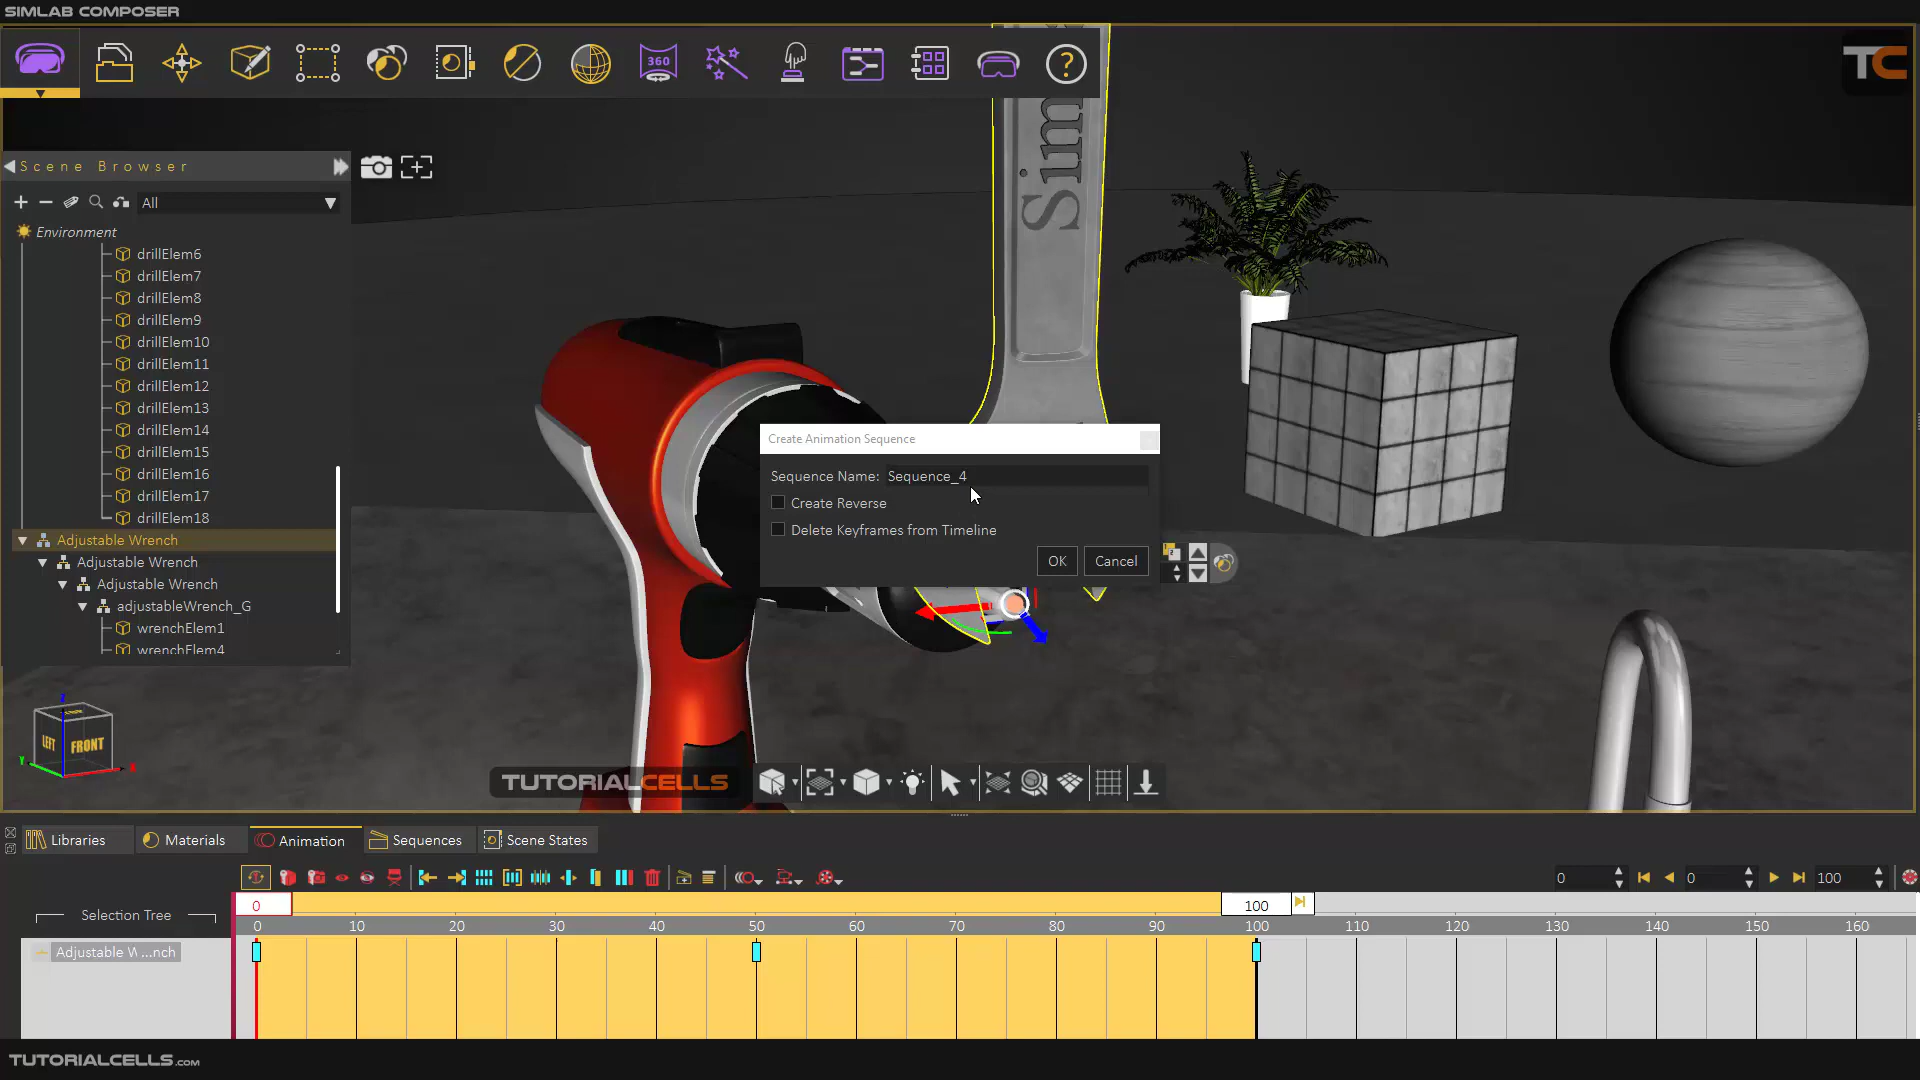 SIMLAB COMPOSER
360
TC
Scene Browser
All
Environment
drillElem6
drillElem7
drillElem8
drillElem9
drillElem10
drillElem11
drillElem12
drillElem13
drillElem14
drillElem15
drillElem16
drillElem17
drillElem18
Adjustable Wrench
Adjustable Wrench
Adjustable Wrench
adjustableWrench_G
wrenchElem1
wrenchElem4
Sim
Create Animation Sequence
Sequence Name: Sequence_4
Create Reverse
Delete Keyframes from Timeline
OK Cancel
Z
TOP
LEFT FRONT
Y X
TUTORIALCELLS
Libraries Materials Animation Sequences Scene States
0 0 100
0 100
Selection Tree
0 10 20 30 40 50 60 70 80 90 100 110 120 130 140 150 160
Adjustable W...nch
TUTORIALCELLS.COM